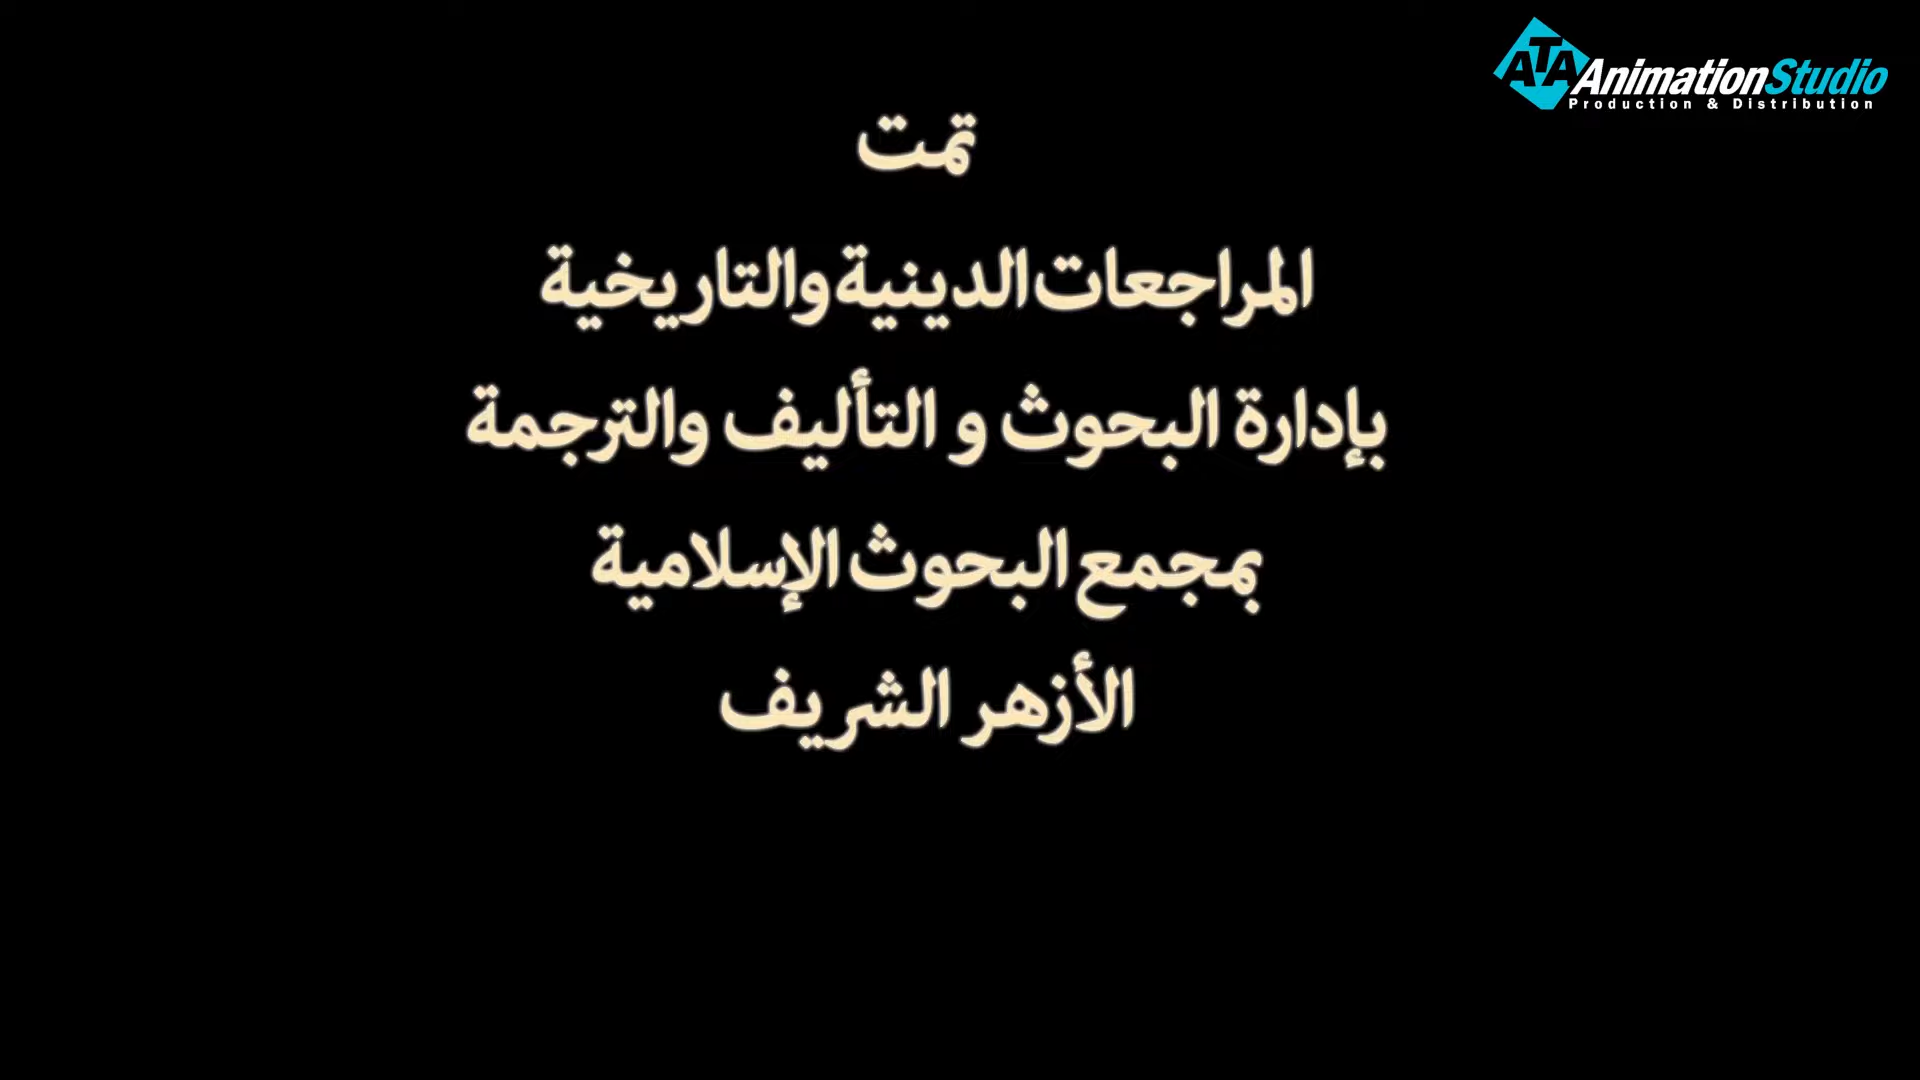 ATA AnimationStudio
Production & Distribution
تمت
المراجعات الدينية والتاريخية
بإدارة البحوث و التأليف والترجمة
بمجمع البحوث الإسلامية
الأزهر الشريف